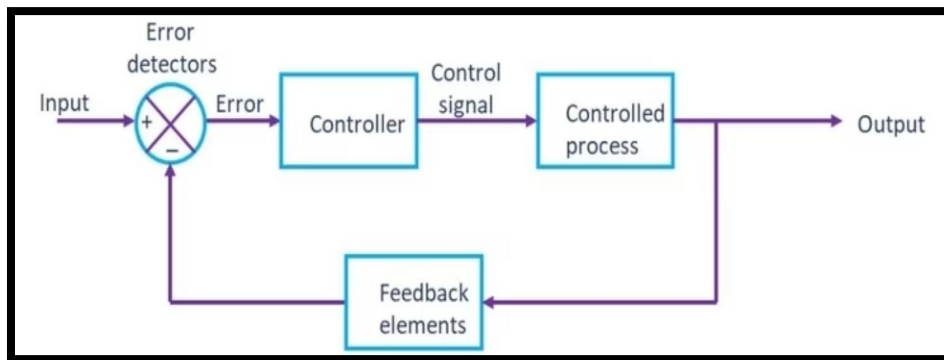 Error
detectors
Input
+
−
Error
Controller
Control
signal
Controlled
process
Output
Feedback
elements